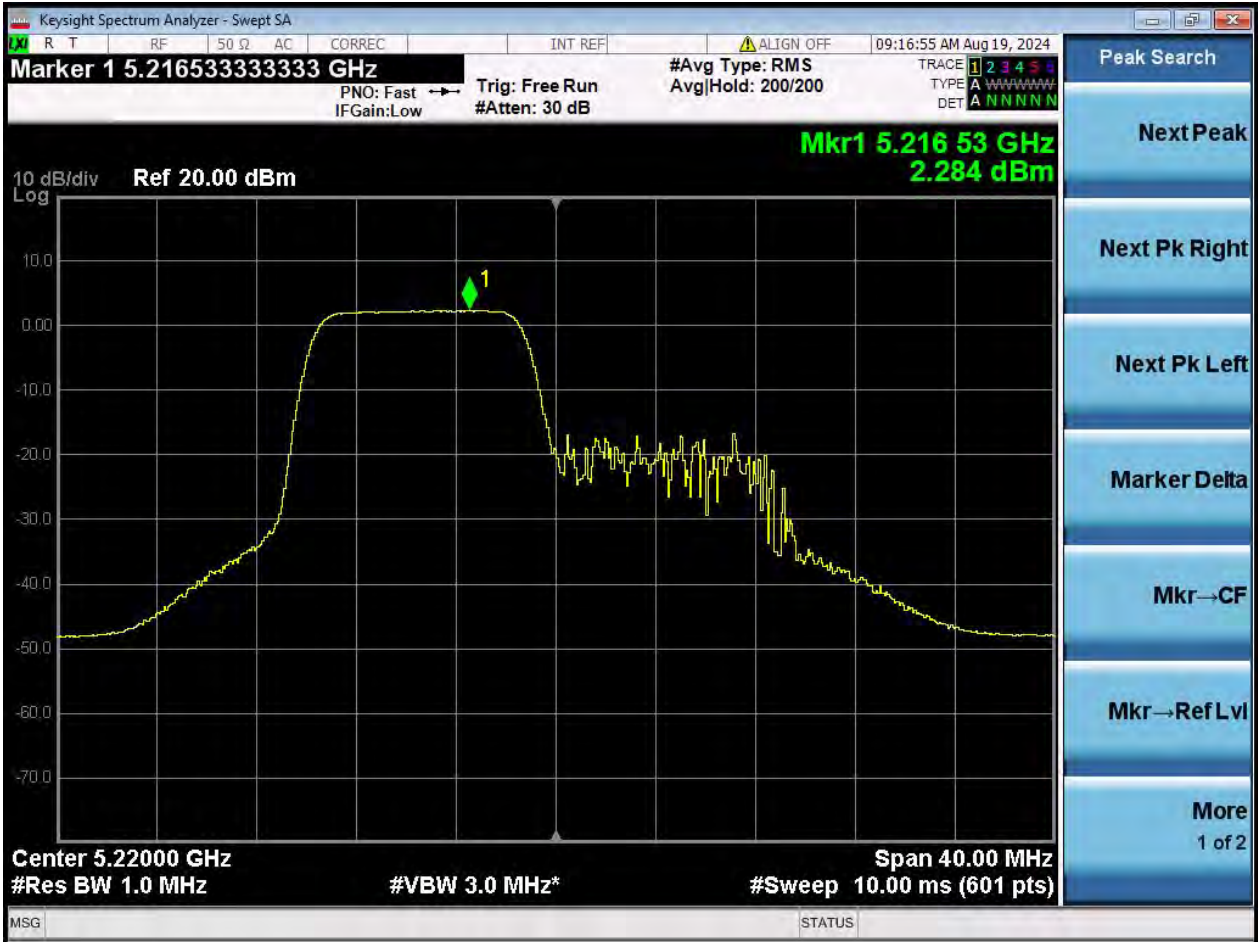 Keysight Spectrum Analyzer - Swept SA
LXI R T RF 50 Ω AC CORREC INT REF ALIGN OFF 09:16:55 AM Aug 19, 2024
Marker 1 5.216533333333 GHz
PNO: Fast
IFGain:Low
Trig: Free Run
#Atten: 30 dB
#Avg Type: RMS
Avg|Hold: 200/200
TRACE 1 2 3 4 5 6
TYPE A WWWWW
DET A N N N N N
Peak Search
Mkr1 5.216 53 GHz
2.284 dBm
10 dB/div Ref 20.00 dBm
Log
10.0
0.00
-10.0
-20.0
-30.0
-40.0
-50.0
-60.0
-70.0
1
Center 5.22000 GHz
Span 40.00 MHz
#Res BW 1.0 MHz
#VBW 3.0 MHz*
#Sweep 10.00 ms (601 pts)
Next Peak
Next Pk Right
Next Pk Left
Marker Delta
Mkr→CF
Mkr→Ref Lvl
More
1 of 2
MSG
STATUS